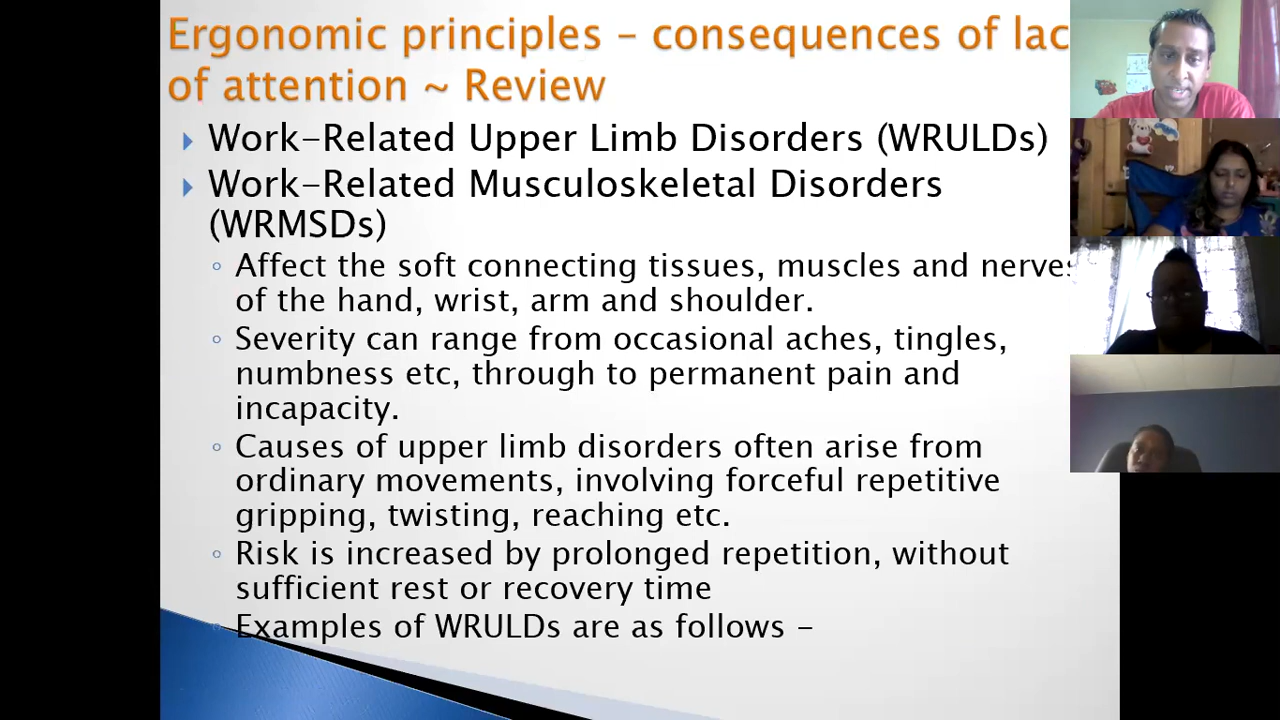 Ergonomic principles – consequences of lac
of attention ~ Review
Work-Related Upper Limb Disorders (WRULDs)
Work-Related Musculoskeletal Disorders
(WRMSDs)
Affect the soft connecting tissues, muscles and nerves
of the hand, wrist, arm and shoulder.
Severity can range from occasional aches, tingles,
numbness etc, through to permanent pain and
incapacity.
Causes of upper limb disorders often arise from
ordinary movements, involving forceful repetitive
gripping, twisting, reaching etc.
Risk is increased by prolonged repetition, without
sufficient rest or recovery time
Examples of WRULDs are as follows –